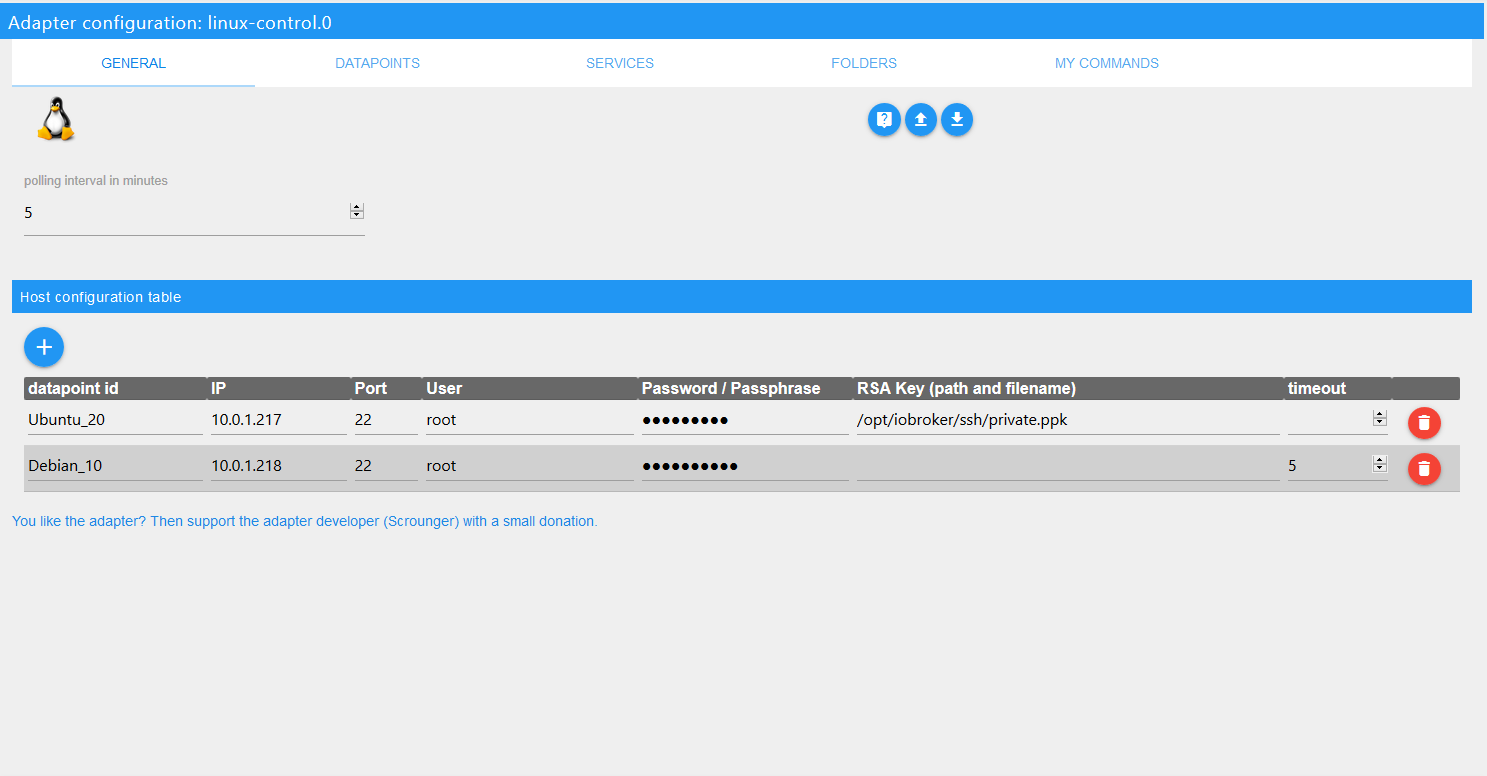 Adapter configuration: linux-control.0
GENERAL DATAPOINTS SERVICES FOLDERS MY COMMANDS
polling interval in minutes
5
Host configuration table
datapoint id IP Port User Password / Passphrase RSA Key (path and filename) timeout
Ubuntu_20 10.0.1.217 22 root ●●●●●●●●● /opt/iobroker/ssh/private.ppk
Debian_10 10.0.1.218 22 root ●●●●●●●●●● 5
You like the adapter? Then support the adapter developer (Scrounger) with a small donation.